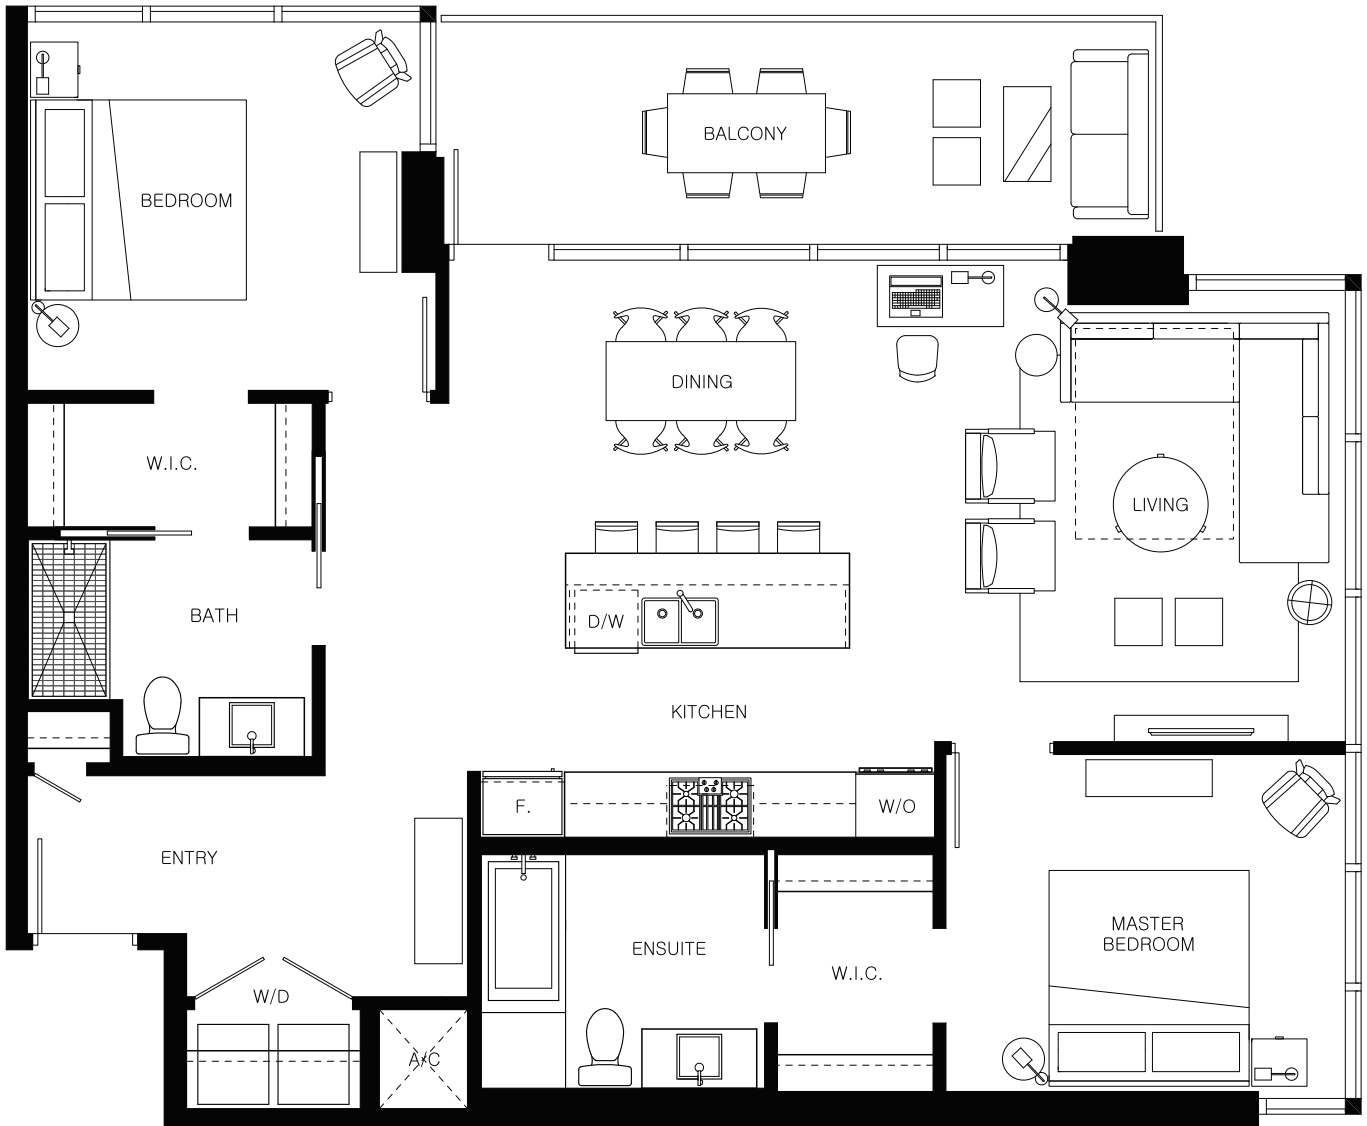 BALCONY
BEDROOM
DINING
W.I.C.
LIVING
BATH
D/W
KITCHEN
F.
W/O
ENTRY
MASTER
BEDROOM
ENSUITE
W.I.C.
W/D
A/C